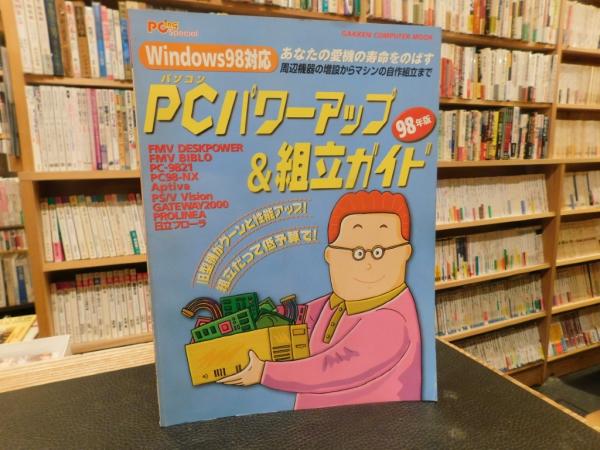 PCing
Special
GAKKEN COMPUTER MOOK
Windows98対応
あなたの愛機の寿命をのばす
周辺機器の増設からマシンの自作組立まで
パソコン
PCパワーアップ
98年版
&組立ガイド
FMV DESKPOWER
FMV BIBLO
PC-9821
PC98-NX
Aptiva
PS/V Vision
GATEWAY2000
PROLINEA
日立フローラ
旧型機がグーンと性能アップ!
組立だって低予算で!